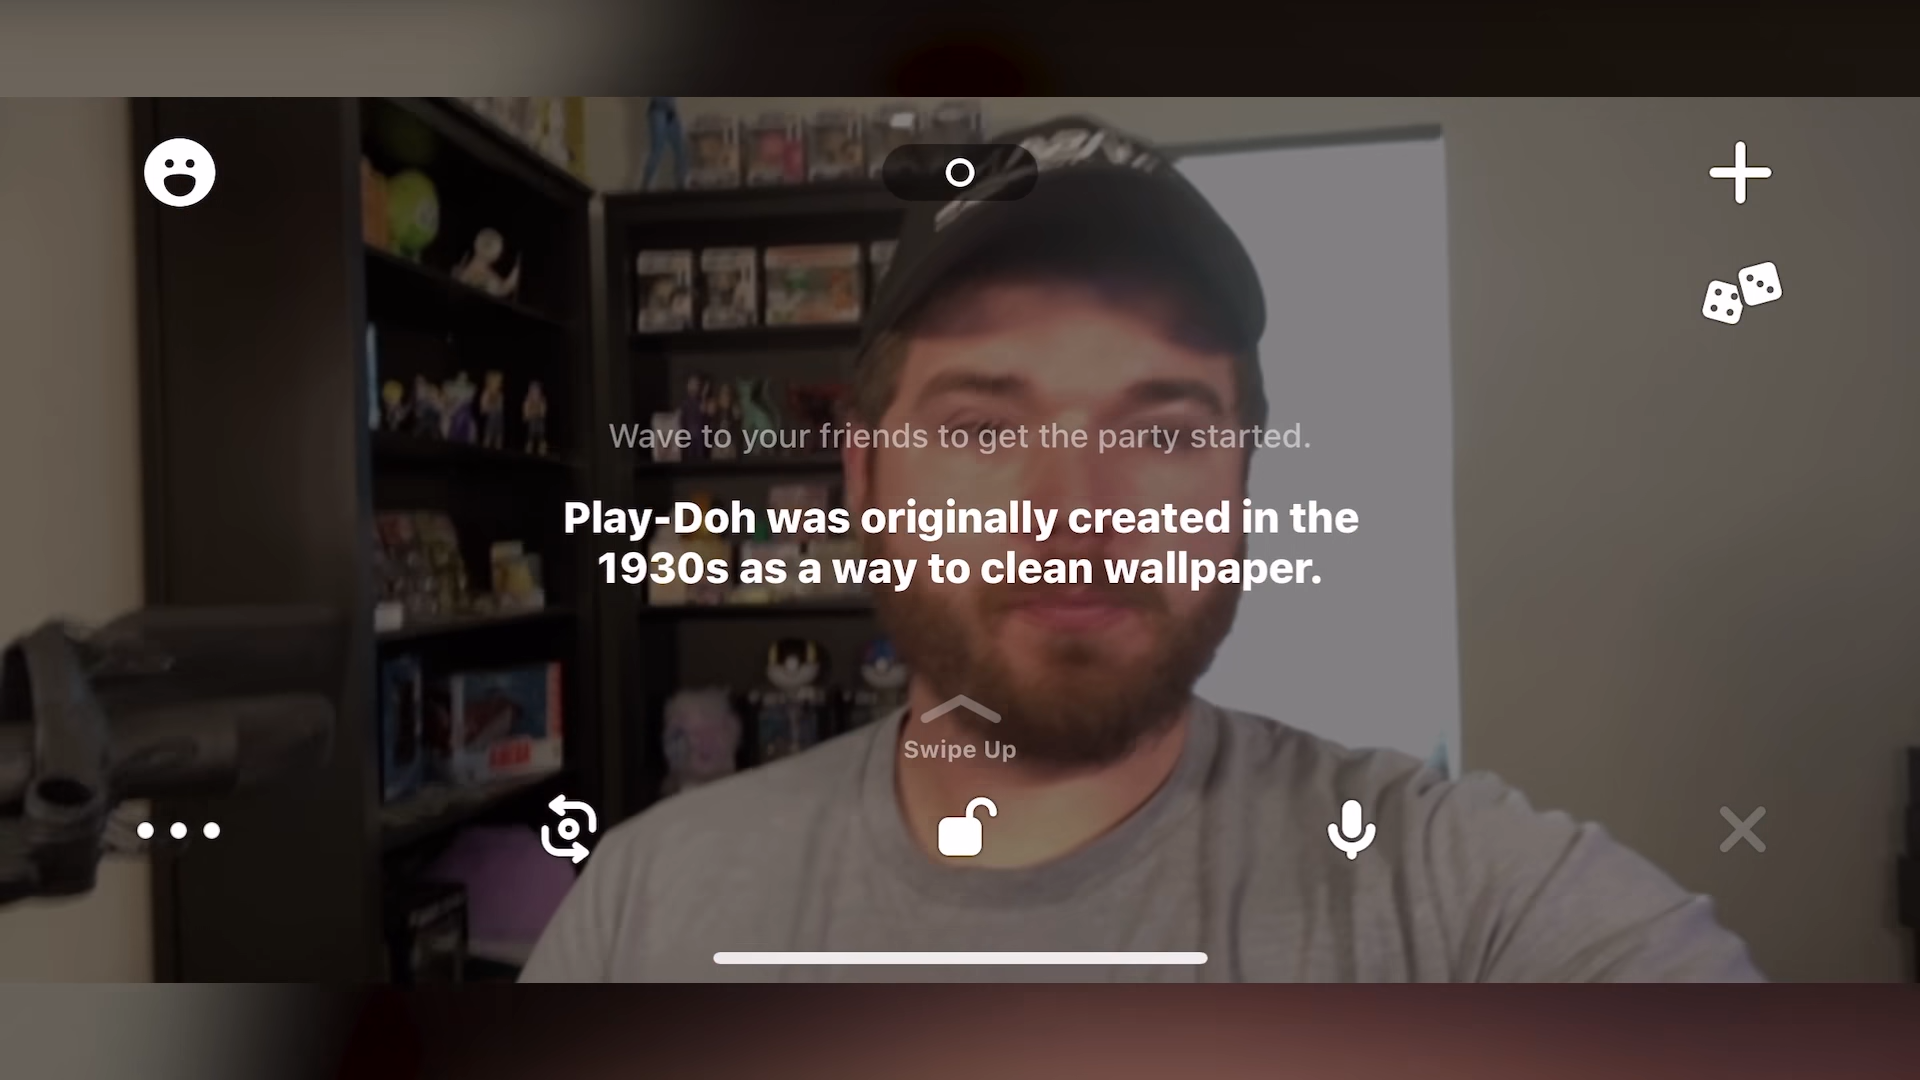 Wave to your friends to get the party started.
Play-Doh was originally created in the
1930s as a way to clean wallpaper.
Swipe Up